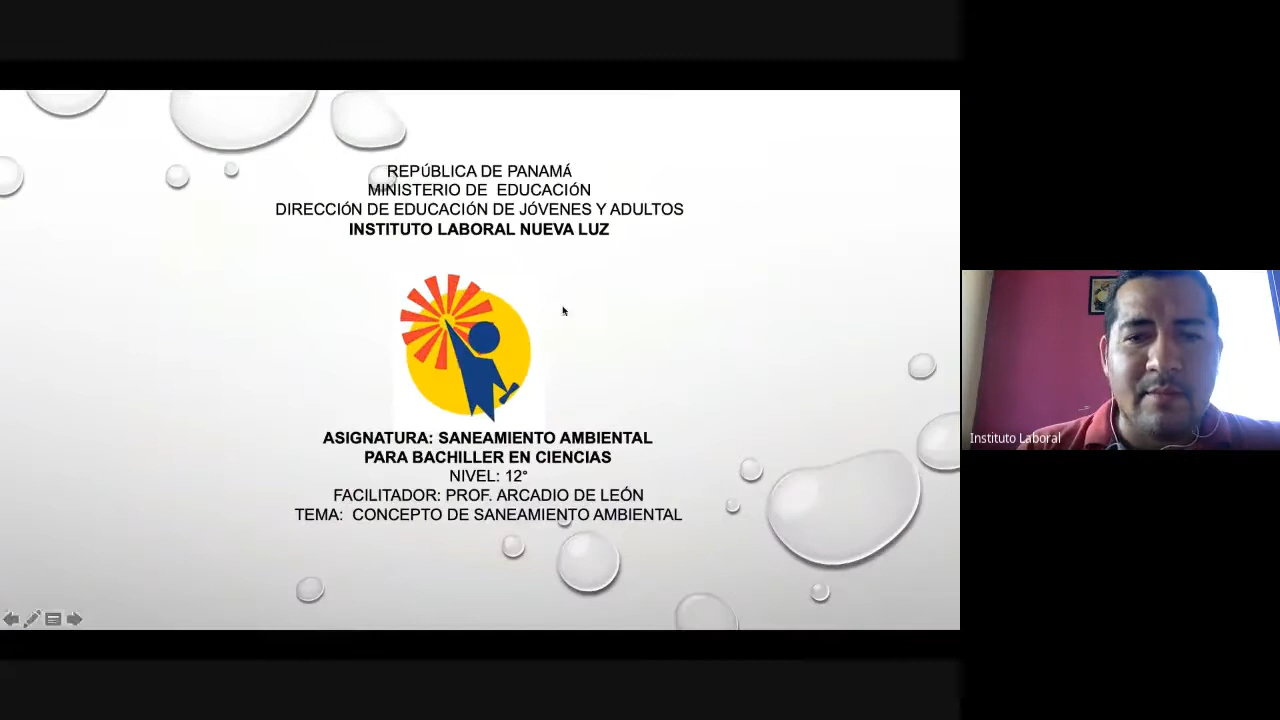 REPÚBLICA DE PANAMÁ
MINISTERIO DE EDUCACIÓN
DIRECCIÓN DE EDUCACIÓN DE JÓVENES Y ADULTOS
INSTITUTO LABORAL NUEVA LUZ
ASIGNATURA: SANEAMIENTO AMBIENTAL
PARA BACHILLER EN CIENCIAS
NIVEL: 12°
FACILITADOR: PROF. ARCADIO DE LEÓN
TEMA: CONCEPTO DE SANEAMIENTO AMBIENTAL
Instituto Laboral